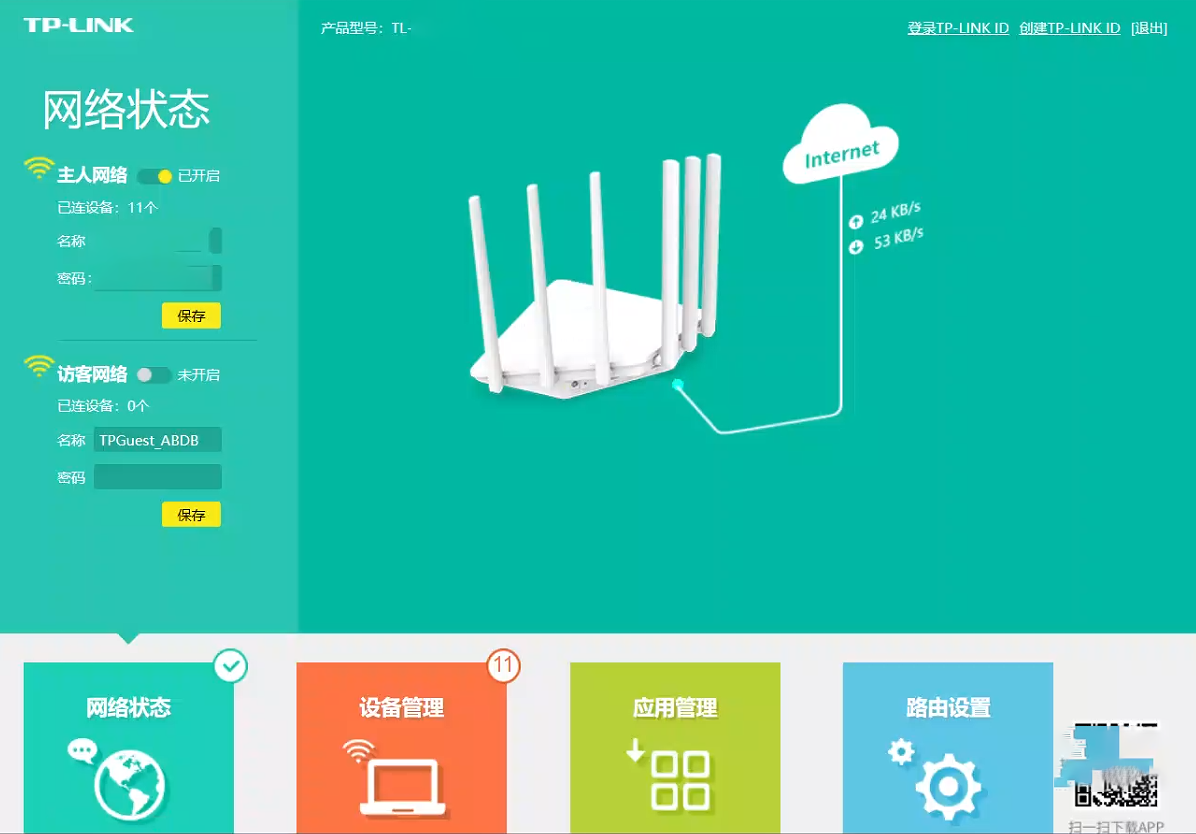 TP-LINK
产品型号：TL-
登录TP-LINK ID 创建TP-LINK ID [退出]
网络状态
主人网络 已开启
已连设备：11个
名称
密码：
保存
访客网络 未开启
已连设备：0个
名称 TPGuest_ABDB
密码
保存
Internet
24 KB/s
53 KB/s
网络状态
11
设备管理
应用管理
路由设置
扫一扫下载APP